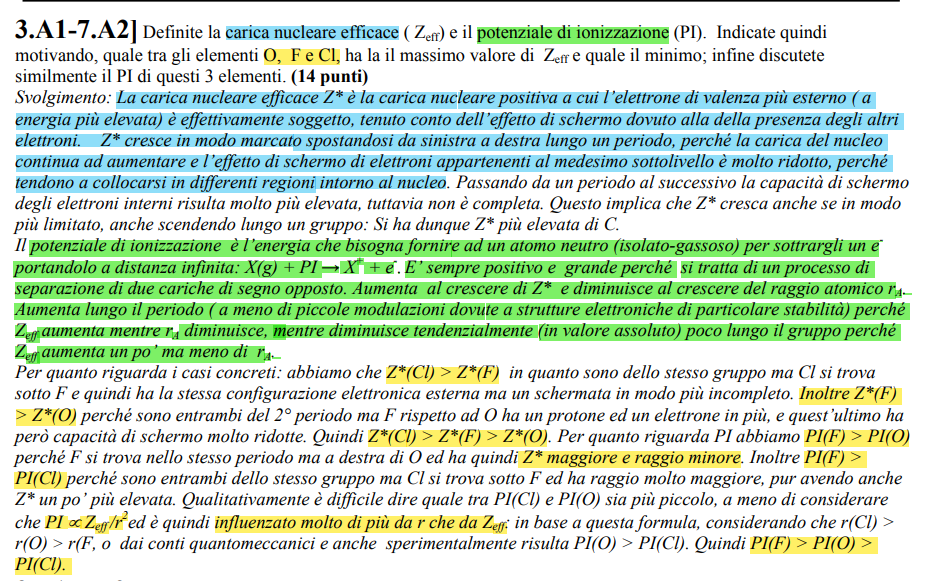 3.A1-7.A2] Definite la carica nucleare efficace ( Zeff) e il potenziale di ionizzazione (PI). Indicate quindi
motivando, quale tra gli elementi O, F e Cl, ha la il massimo valore di Zeff e quale il minimo; infine discutete
similmente il PI di questi 3 elementi. (14 punti)
Svolgimento: La carica nucleare efficace Z* è la carica nucleare positiva a cui l'elettrone di valenza più esterno ( a
energia più elevata) è effettivamente soggetto, tenuto conto dell'effetto di schermo dovuto alla della presenza degli altri
elettroni. Z* cresce in modo marcato spostandosi da sinistra a destra lungo un periodo, perché la carica del nucleo
continua ad aumentare e l'effetto di schermo di elettroni appartenenti al medesimo sottolivello è molto ridotto, perché
tendono a collocarsi in differenti regioni intorno al nucleo. Passando da un periodo al successivo la capacità di schermo
degli elettroni interni risulta molto più elevata, tuttavia non è completa. Questo implica che Z* cresca anche se in modo
più limitato, anche scendendo lungo un gruppo: Si ha dunque Z* più elevata di C.
Il potenziale di ionizzazione è l'energia che bisogna fornire ad un atomo neutro (isolato-gassoso) per sottrargli un e-
portandolo a distanza infinita: X(g) + PI → X+ + e-. E' sempre positivo e grande perché si tratta di un processo di
separazione di due cariche di segno opposto. Aumenta al crescere di Z* e diminuisce al crescere del raggio atomico rA.
Aumenta lungo il periodo ( a meno di piccole modulazioni dovute a strutture elettroniche di particolare stabilità) perché
Zeff aumenta mentre rA diminuisce, mentre diminuisce tendenzialmente (in valore assoluto) poco lungo il gruppo perché
Zeff aumenta un po' ma meno di rA.
Per quanto riguarda i casi concreti: abbiamo che Z*(Cl) > Z*(F) in quanto sono dello stesso gruppo ma Cl si trova
sotto F e quindi ha la stessa configurazione elettronica esterna ma un schermata in modo più incompleto. Inoltre Z*(F)
> Z*(O) perché sono entrambi del 2° periodo ma F rispetto ad O ha un protone ed un elettrone in più, e quest'ultimo ha
però capacità di schermo molto ridotte. Quindi Z*(Cl) > Z*(F) > Z*(O). Per quanto riguarda PI abbiamo PI(F) > PI(O)
perché F si trova nello stesso periodo ma a destra di O ed ha quindi Z* maggiore e raggio minore. Inoltre PI(F) >
PI(Cl) perché sono entrambi dello stesso gruppo ma Cl si trova sotto F ed ha raggio molto maggiore, pur avendo anche
Z* un po' più elevata. Qualitativamente è difficile dire quale tra PI(Cl) e PI(O) sia più piccolo, a meno di considerare
che PI ∝ Zeff/r² ed è quindi influenzato molto di più da r che da Zeff: in base a questa formula, considerando che r(Cl) >
r(O) > r(F, o dai conti quantomeccanici e anche sperimentalmente risulta PI(O) > PI(Cl). Quindi PI(F) > PI(O) >
PI(Cl).